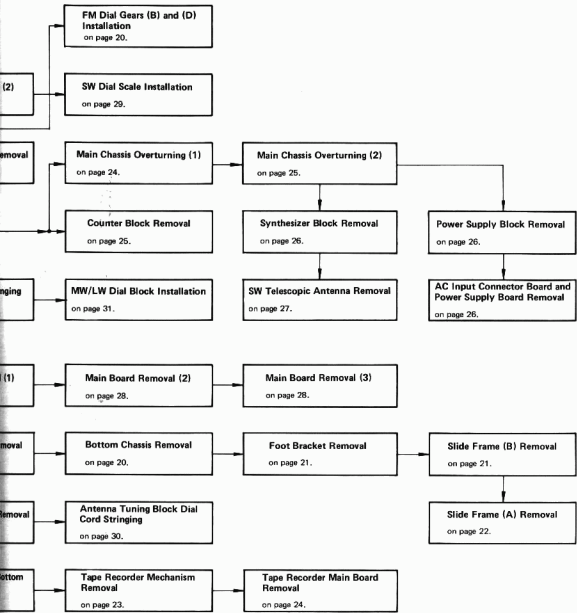 FM Dial Gears (B) and (D)
Installation
on page 20.
(2)
SW Dial Scale Installation
on page 29.
emoval
Main Chassis Overturning (1)
on page 24.
Main Chassis Overturning (2)
on page 25.
Counter Block Removal
on page 25.
Synthesizer Block Removal
on page 26.
Power Supply Block Removal
on page 26.
nging
MW/LW Dial Block Installation
on page 31.
SW Telescopic Antenna Removal
on page 27.
AC Input Connector Board and
Power Supply Board Removal
on page 26.
(1)
Main Board Removal (2)
on page 28.
Main Board Removal (3)
on page 28.
moval
Bottom Chassis Removal
on page 20.
Foot Bracket Removal
on page 21.
Slide Frame (B) Removal
on page 21.
Removal
Antenna Tuning Block Dial
Cord Stringing
on page 30.
Slide Frame (A) Removal
on page 22.
ottom
Tape Recorder Mechanism
Removal
on page 23.
Tape Recorder Main Board
Removal
on page 24.